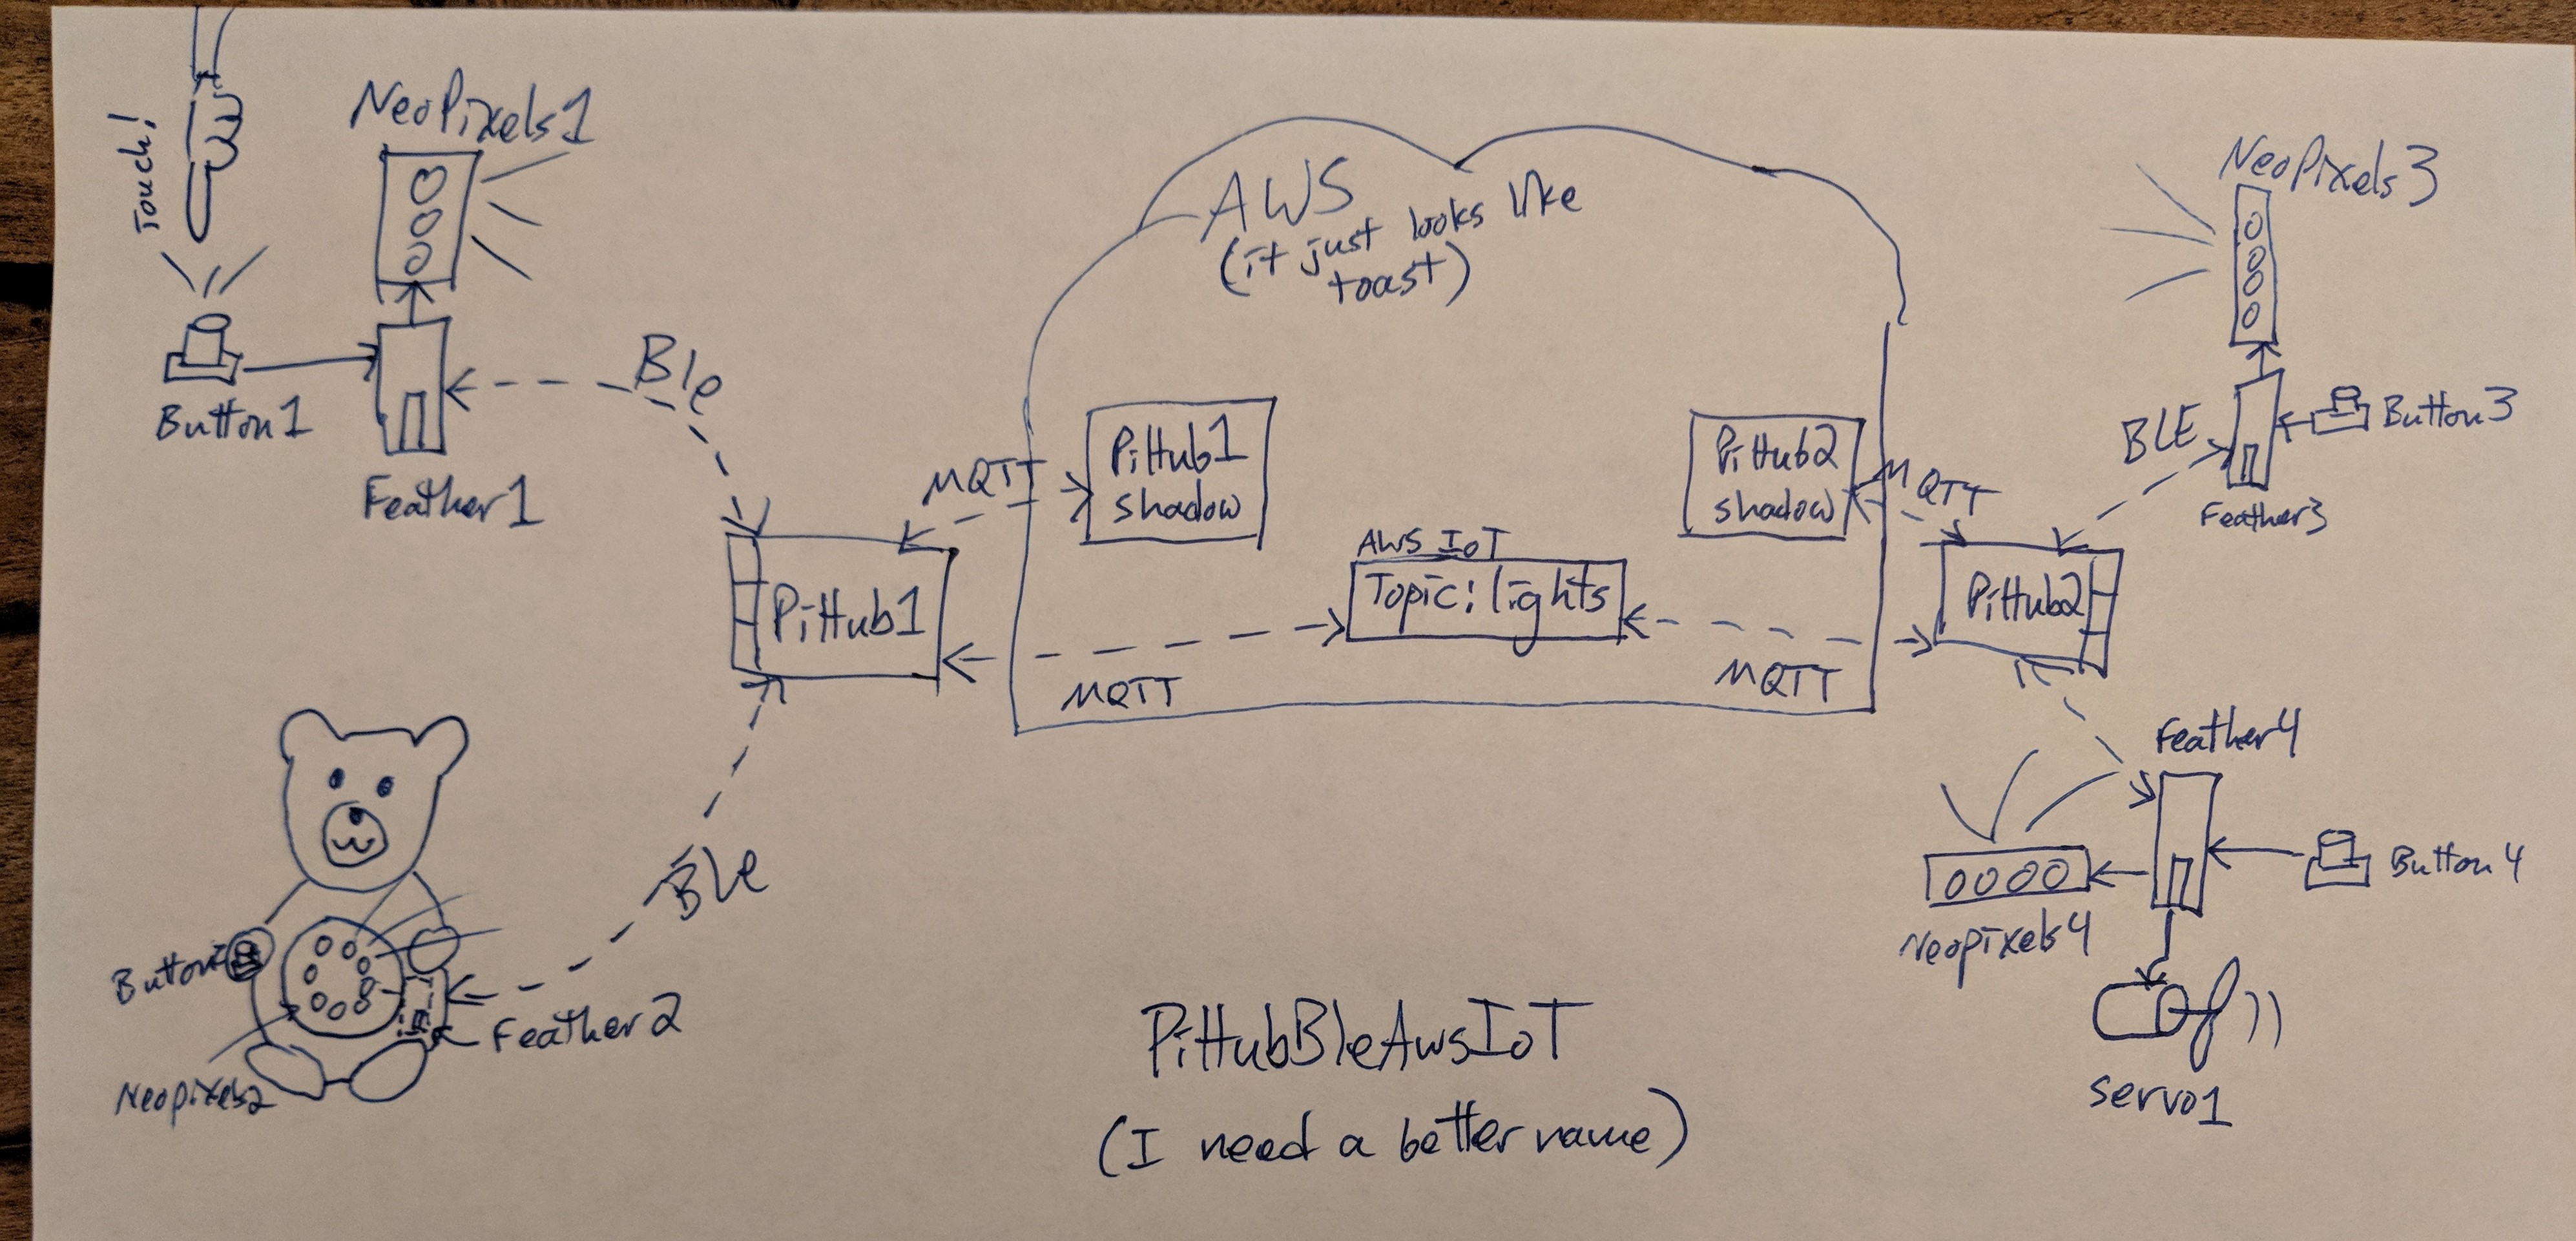 Touch!
NeoPixels1
Button1
Feather1
Ble
AWS
(it just looks like
toast)
NeoPixels3
BLE
Button3
Feather3
MQTT
PiHub1
shadow
PiHub2
shadow
MQTT
AWS IoT
Topic: lights
PiHub1
PiHub2
MQTT
MQTT
Ble
Button2
Feather2
Neopixels2
Feather4
Button4
Neopixels4
servo1
PiHubBleAwsIoT
(I need a better name)